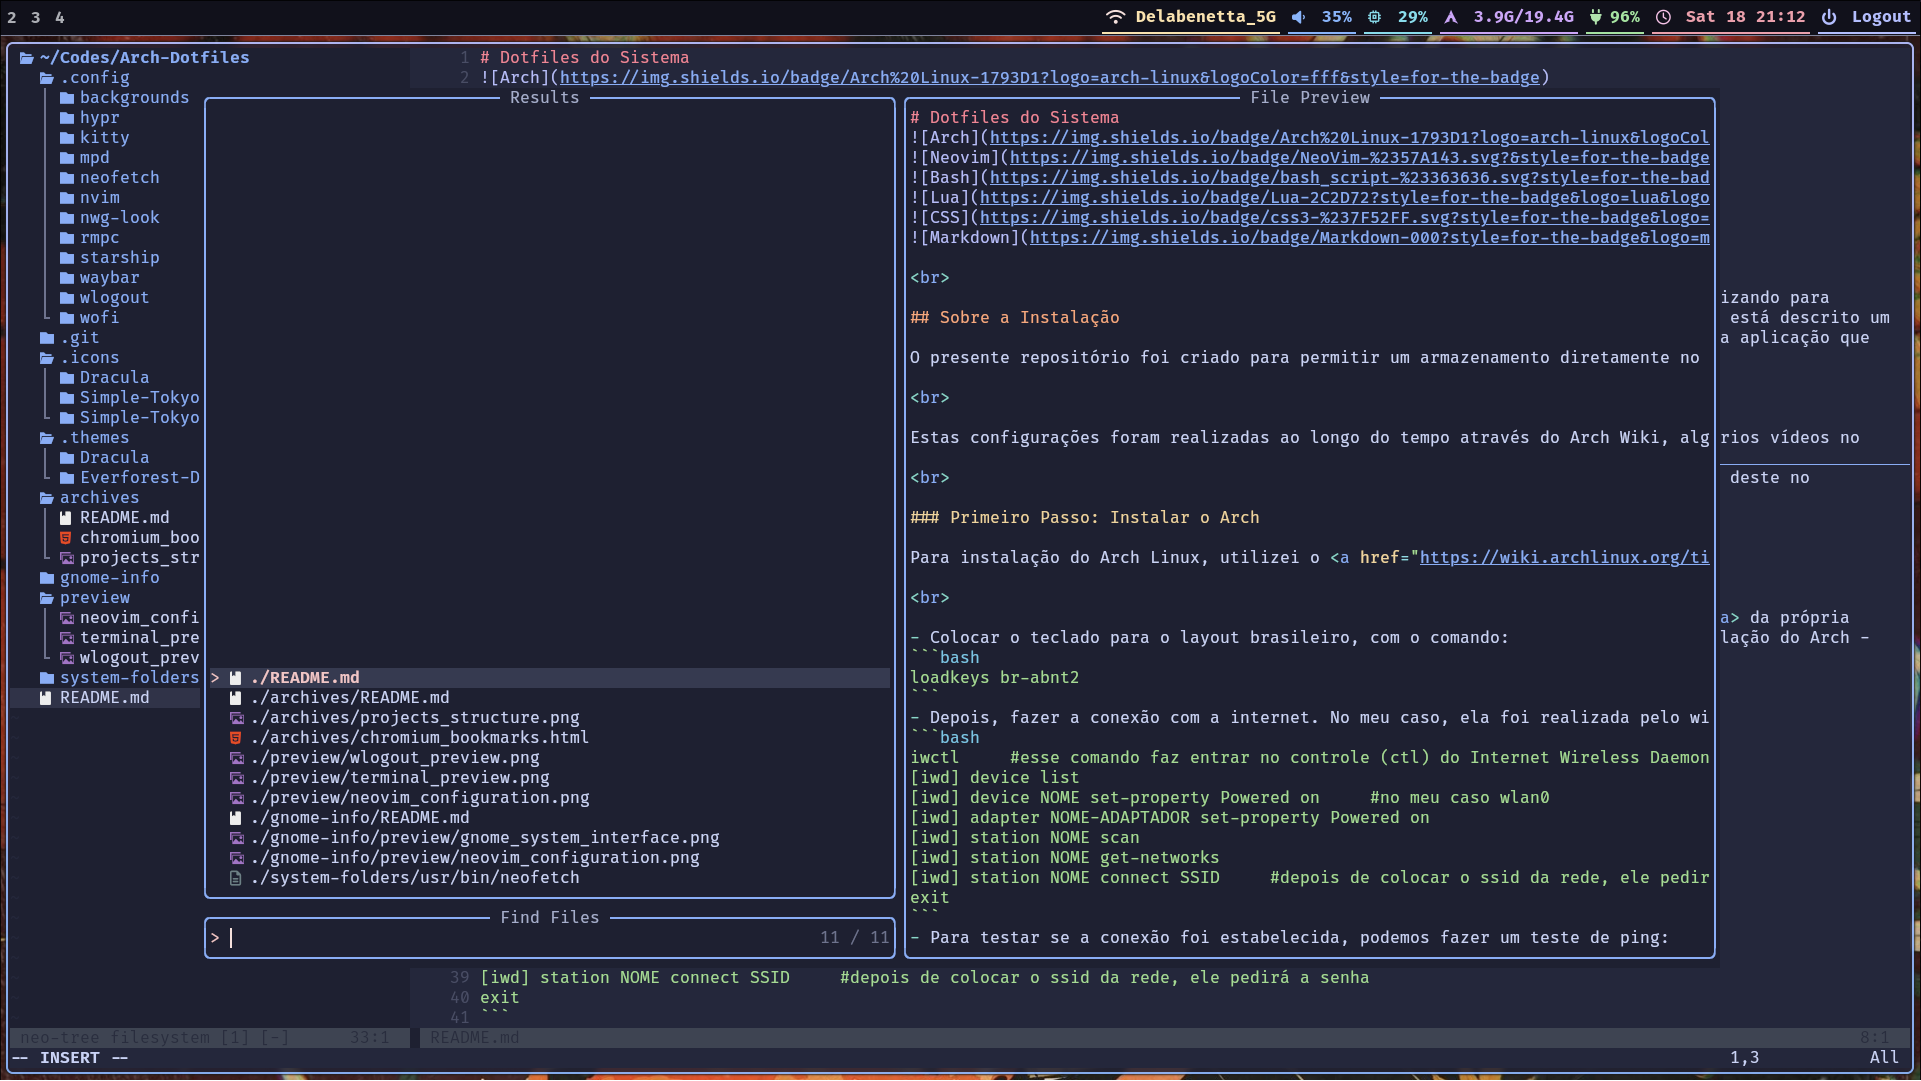 2 3 4
Delabenetta_5G 35% 29% 3.9G/19.4G 96% Sat 18 21:12 Logout
~/Codes/Arch-Dotfiles
.config
backgrounds
hypr
kitty
mpd
neofetch
nvim
nwg-look
rmpc
starship
waybar
wlogout
wofi
.git
.icons
Dracula
Simple-Tokyo
Simple-Tokyo
.themes
Dracula
Everforest-D
archives
README.md
chromium_boo
projects_str
gnome-info
preview
neovim_confi
terminal_pre
wlogout_prev
system-folders
README.md
1 # Dotfiles do Sistema
2 ![Arch](https://img.shields.io/badge/Arch%20Linux-1793D1?logo=arch-linux&logoColor=fff&style=for-the-badge)
Results
> ./README.md
./archives/README.md
./archives/projects_structure.png
./archives/chromium_bookmarks.html
./preview/wlogout_preview.png
./preview/terminal_preview.png
./preview/neovim_configuration.png
./gnome-info/README.md
./gnome-info/preview/gnome_system_interface.png
./gnome-info/preview/neovim_configuration.png
./system-folders/usr/bin/neofetch
Find Files
> 11 / 11
File Preview
# Dotfiles do Sistema
![Arch](https://img.shields.io/badge/Arch%20Linux-1793D1?logo=arch-linux&logoCol
![Neovim](https://img.shields.io/badge/NeoVim-%2357A143.svg?&style=for-the-badge
![Bash](https://img.shields.io/badge/bash_script-%23363636.svg?style=for-the-bad
![Lua](https://img.shields.io/badge/Lua-2C2D72?style=for-the-badge&logo=lua&logo
![CSS](https://img.shields.io/badge/css3-%237F52FF.svg?style=for-the-badge&logo=
![Markdown](https://img.shields.io/badge/Markdown-000?style=for-the-badge&logo=m
<br>
## Sobre a Instalação
O presente repositório foi criado para permitir um armazenamento diretamente no
<br>
Estas configurações foram realizadas ao longo do tempo através do Arch Wiki, alg
<br>
### Primeiro Passo: Instalar o Arch
Para instalação do Arch Linux, utilizei o <a href="https://wiki.archlinux.org/ti
<br>
- Colocar o teclado para o layout brasileiro, com o comando:
```bash
loadkeys br-abnt2
```
- Depois, fazer a conexão com a internet. No meu caso, ela foi realizada pelo wi
```bash
iwctl     #esse comando faz entrar no controle (ctl) do Internet Wireless Daemon
[iwd] device list
[iwd] device NOME set-property Powered on     #no meu caso wlan0
[iwd] adapter NOME-ADAPTADOR set-property Powered on
[iwd] station NOME scan
[iwd] station NOME get-networks
[iwd] station NOME connect SSID     #depois de colocar o ssid da rede, ele pedir
exit
```
- Para testar se a conexão foi estabelecida, podemos fazer um teste de ping:
izando para
está descrito um
a aplicação que
rios vídeos no
deste no
a> da própria
lação do Arch -
39 [iwd] station NOME connect SSID     #depois de colocar o ssid da rede, ele pedirá a senha
40 exit
41 ```
neo-tree filesystem [1] [-] 33:1 README.md 8:1
-- INSERT -- 1,3 All